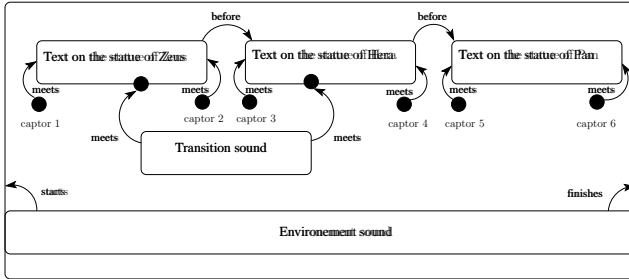 before
before
Text on the statue of Zeus
Text on the statue of Hera
Text on the statue of Pan
meets
meets
meets
meets
meets
meets
captor 1
captor 2
captor 3
captor 4
captor 5
captor 6
meets
meets
Transition sound
starts
finishes
Environement sound